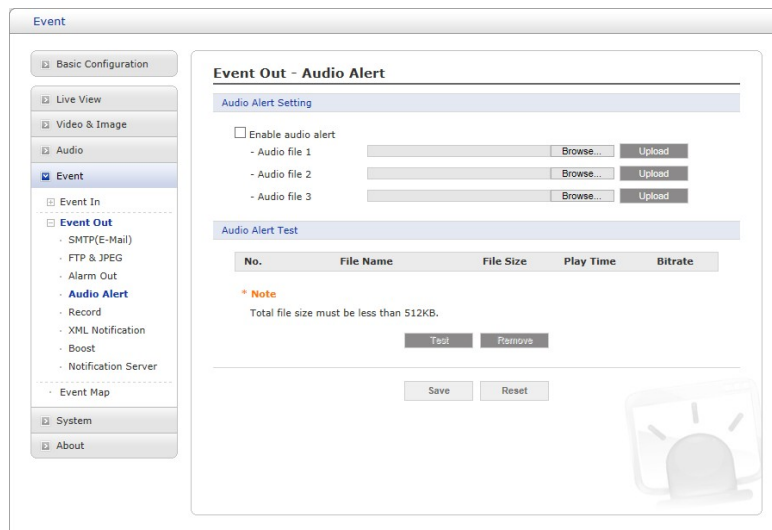 Event
Basic Configuration
Live View
Video & Image
Audio
Event
Event In
Event Out
· SMTP(E-Mail)
· FTP & JPEG
· Alarm Out
· Audio Alert
· Record
· XML Notification
· Boost
· Notification Server
· Event Map
System
About
Event Out - Audio Alert
Audio Alert Setting
Enable audio alert
- Audio file 1 Browse... Upload
- Audio file 2 Browse... Upload
- Audio file 3 Browse... Upload
Audio Alert Test
No. File Name File Size Play Time Bitrate
* Note
Total file size must be less than 512KB.
Test Remove
Save Reset